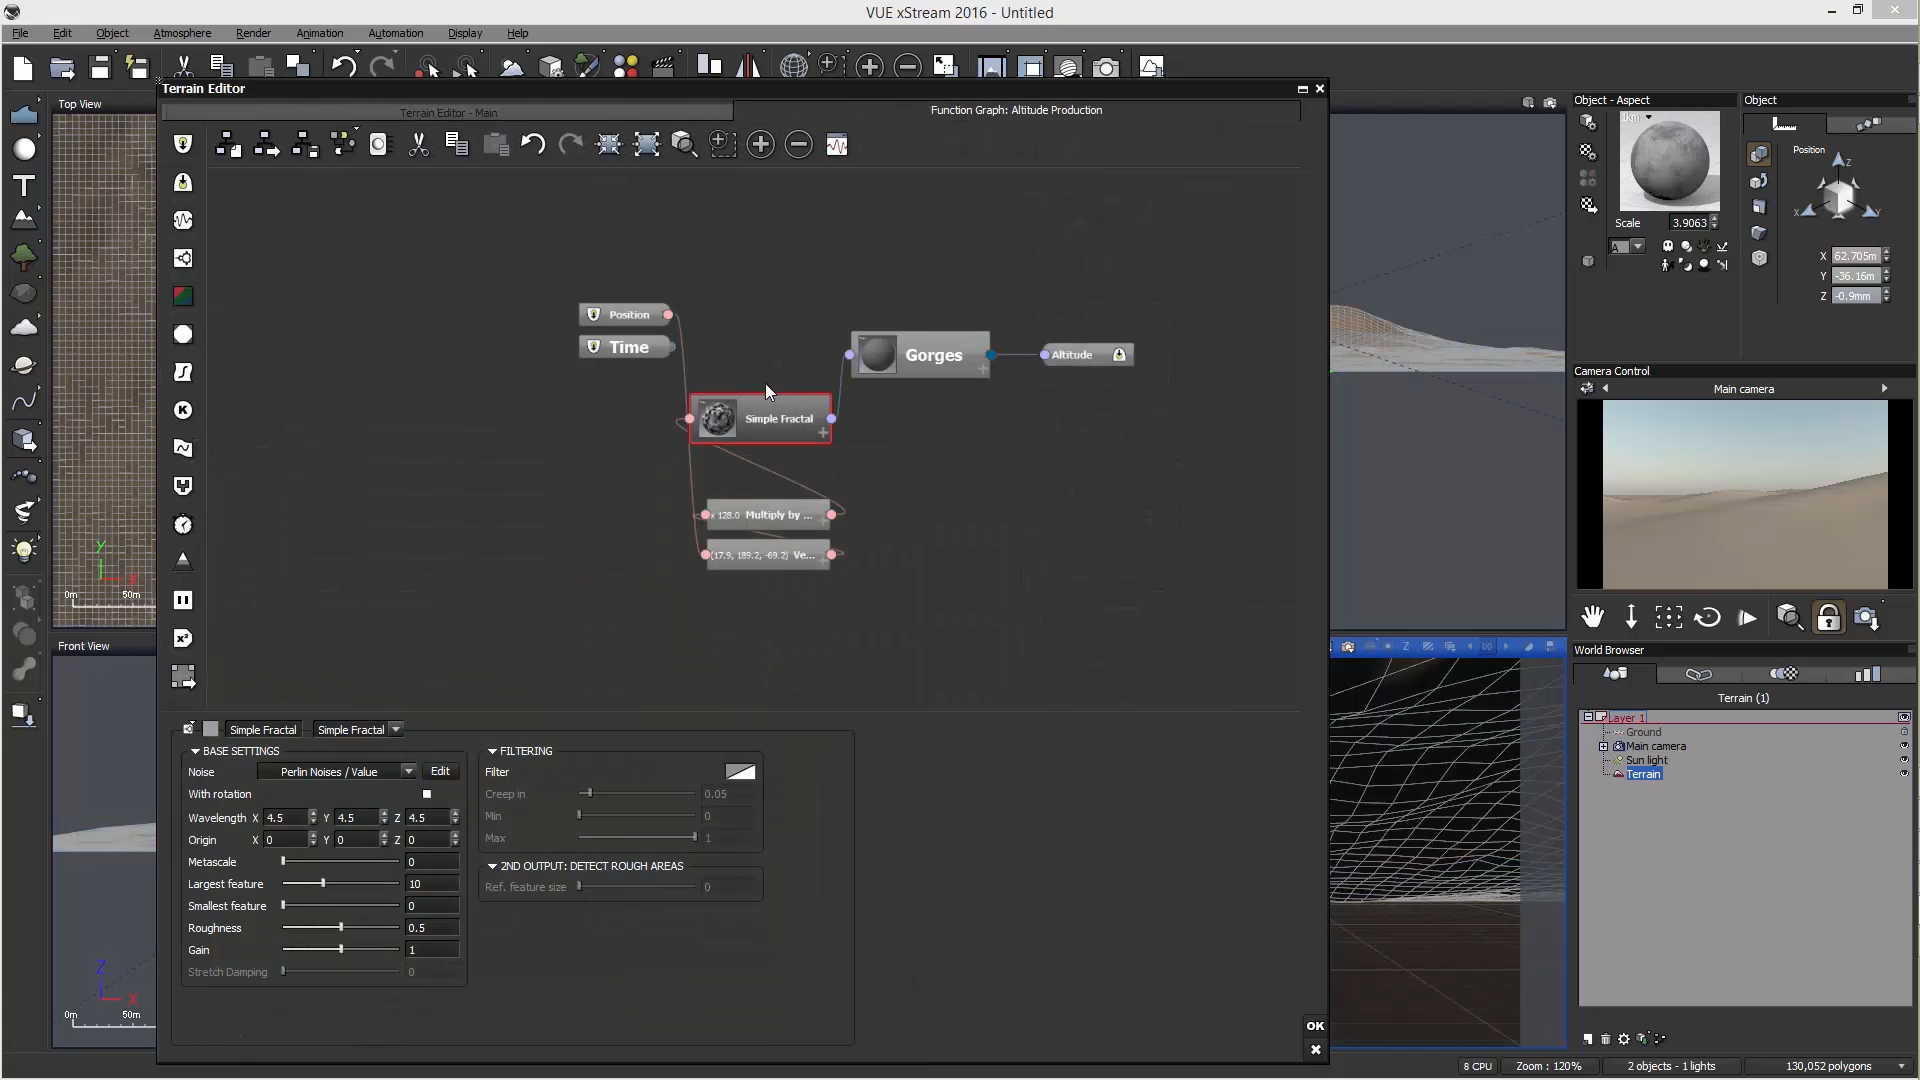 VUE xStream 2016 - Untitled
File Edit Object Atmosphere Render Animation Automation Display Help
Terrain Editor
Terrain Editor - Main
Function Graph: Altitude Production
Top View
0m 50m
Front View
0m 50m
Position
Time
Gorges
Altitude
Simple Fractal
x 128.0 Multiply by ...
(17.9, 189.2, -69.2) Ve...
Simple Fractal Simple Fractal
BASE SETTINGS
Noise Perlin Noises / Value Edit
With rotation
Wavelength X 4.5 Y 4.5 Z 4.5
Origin X 0 Y 0 Z 0
Metascale 0
Largest feature 10
Smallest feature 0
Roughness 0.5
Gain 1
Stretch Damping 0
FILTERING
Filter
Creep in 0.05
Min 0
Max 1
2ND OUTPUT: DETECT ROUGH AREAS
Ref. feature size 0
OK
Object - Aspect
1km
Scale 3.9063
A
Object
Position
Z
X Y
X 62.705m
Y -36.16m
Z -0.9mm
Camera Control
Main camera
World Browser
Terrain (1)
Layer 1
Ground
Main camera
Sun light
Terrain
8 CPU Zoom : 120% 2 objects - 1 lights 130,052 polygons